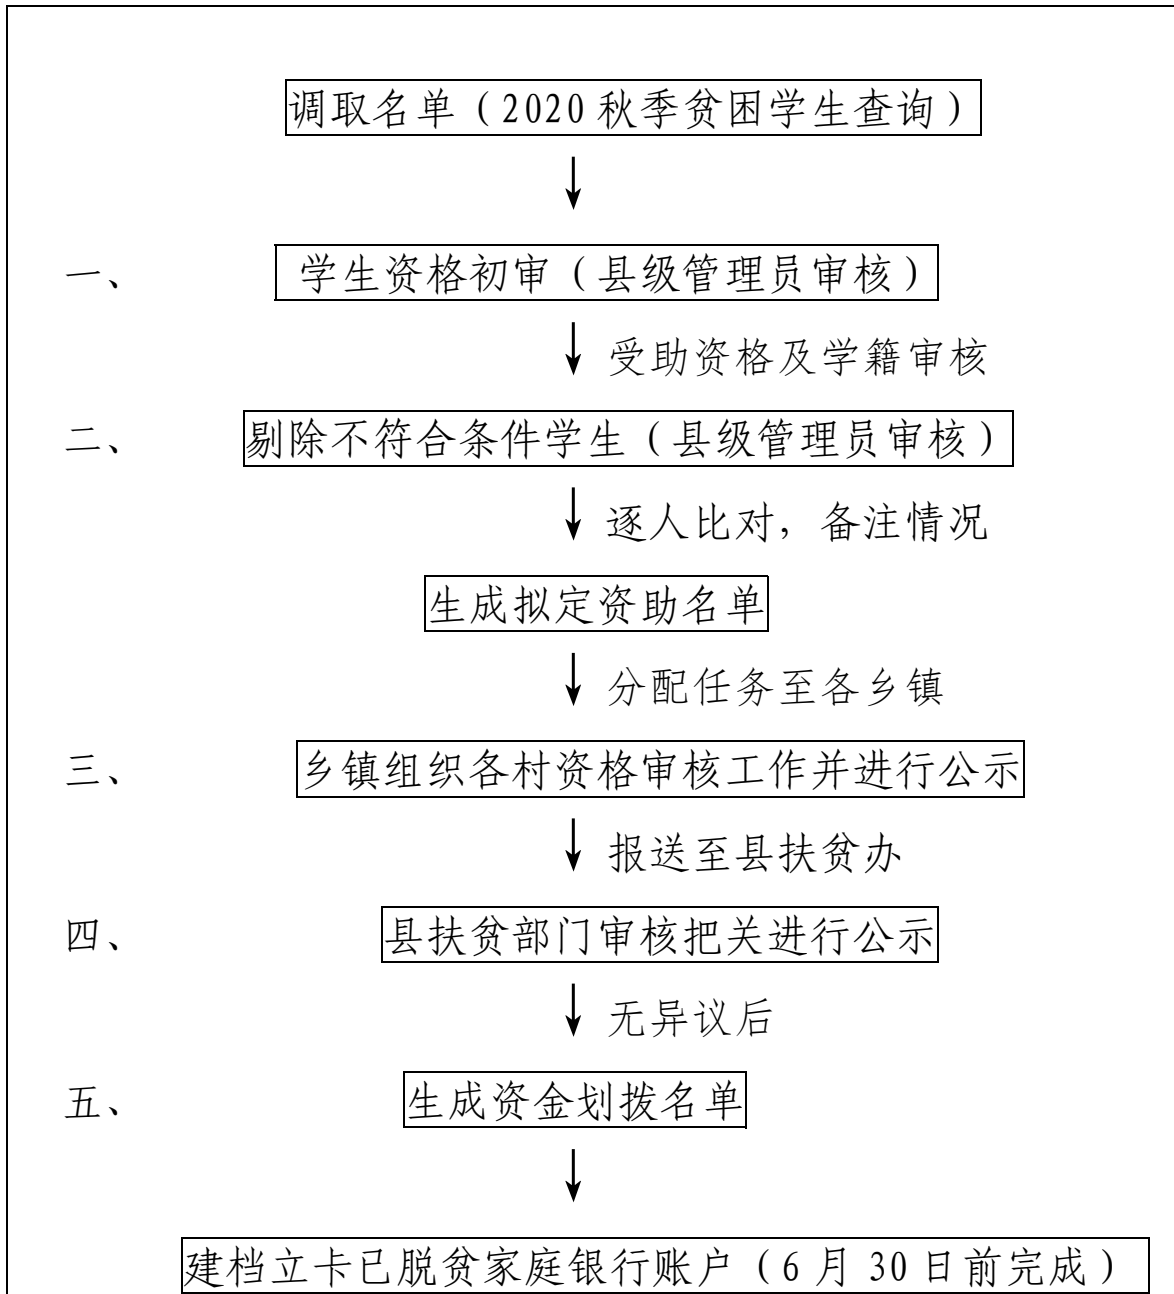 调取名单（2020 秋季贫困学生查询）
一、 学生资格初审（县级管理员审核）
受助资格及学籍审核
二、 剔除不符合条件学生（县级管理员审核）
逐人比对，备注情况
生成拟定资助名单
分配任务至各乡镇
三、 乡镇组织各村资格审核工作并进行公示
报送至县扶贫办
四、 县扶贫部门审核把关进行公示
无异议后
五、 生成资金划拨名单
建档立卡已脱贫家庭银行账户（6 月 30 日前完成）